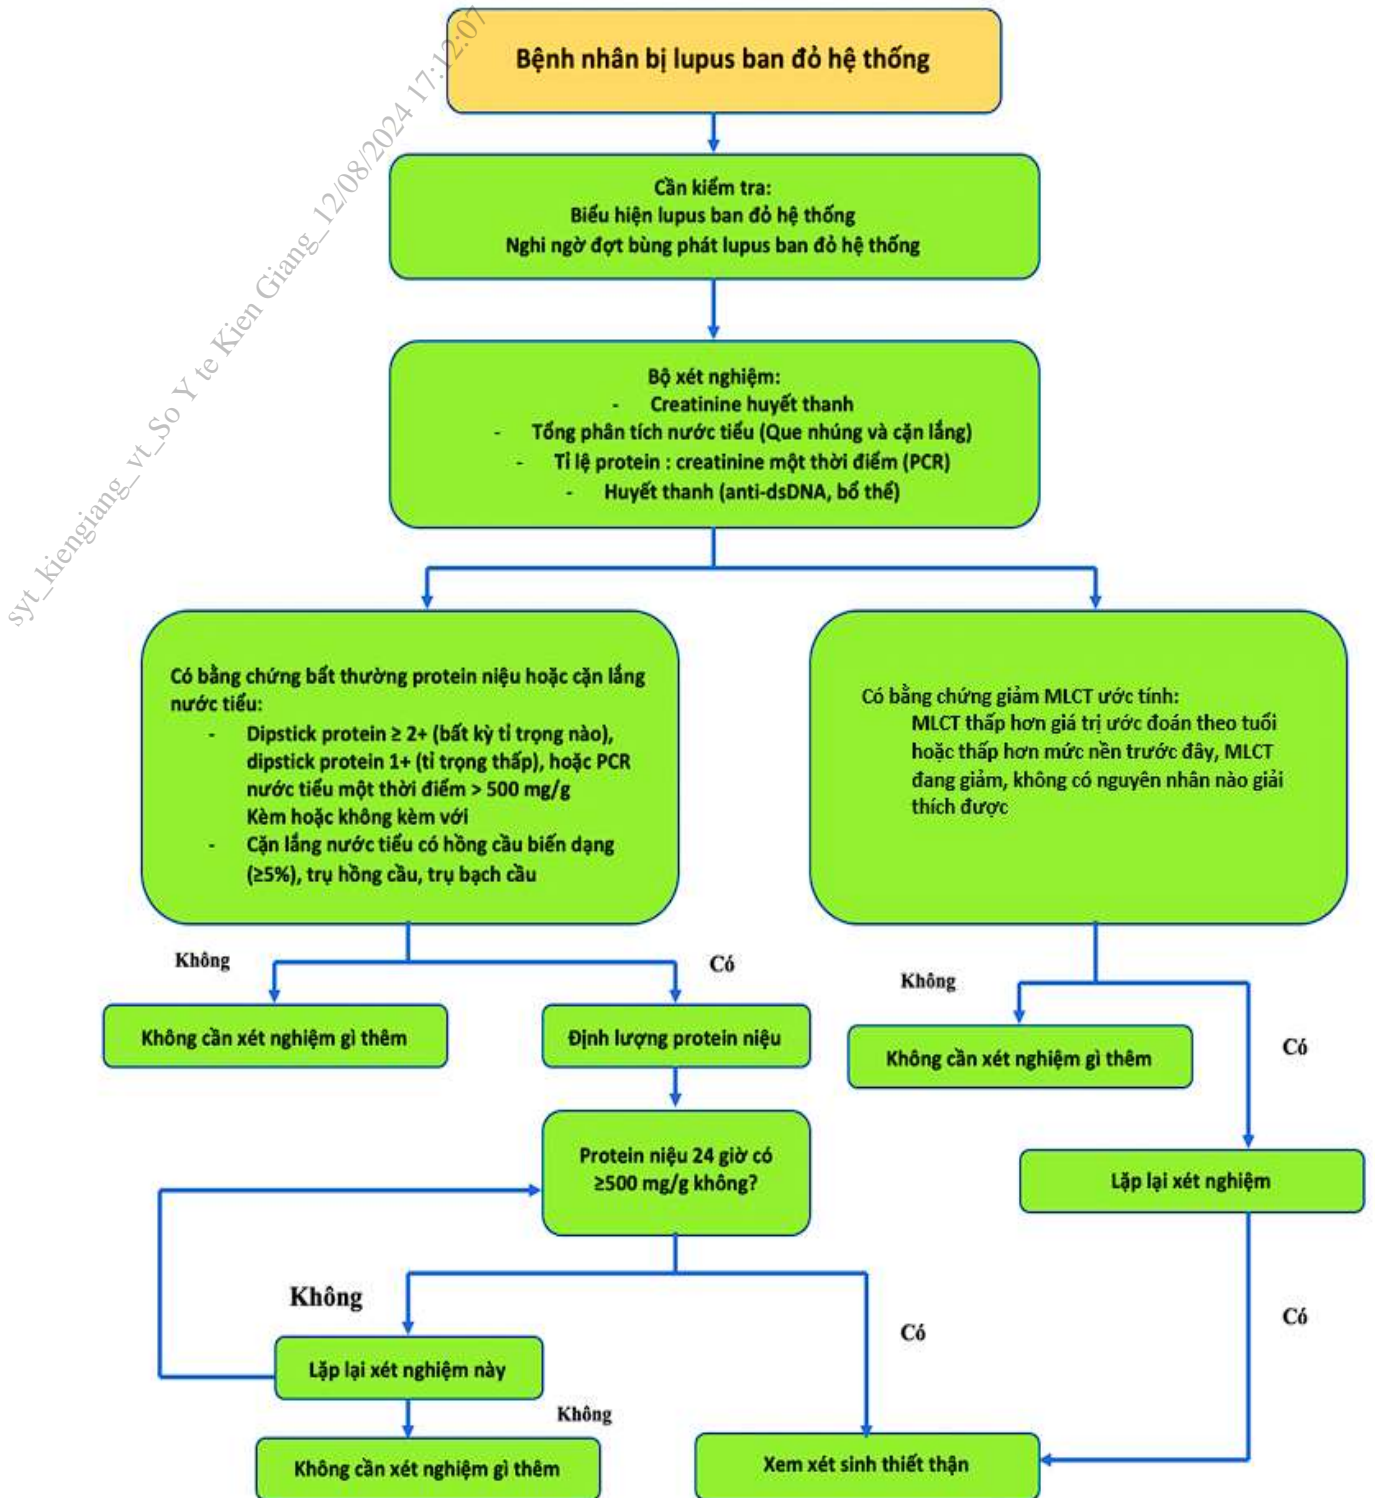 Bệnh nhân bị lupus ban đỏ hệ thống
Cần kiểm tra:
Biểu hiện lupus ban đỏ hệ thống
Nghi ngờ đợt bùng phát lupus ban đỏ hệ thống
Bộ xét nghiệm:
- Creatinine huyết thanh
- Tổng phân tích nước tiểu (Que nhúng và cặn lắng)
- Tỉ lệ protein : creatinine một thời điểm (PCR)
- Huyết thanh (anti-dsDNA, bổ thể)
Có bằng chứng bất thường protein niệu hoặc cặn lắng
nước tiểu:
- Dipstick protein ≥ 2+ (bất kỳ tỉ trọng nào),
dipstick protein 1+ (tỉ trọng thấp), hoặc PCR
nước tiểu một thời điểm > 500 mg/g
Kèm hoặc không kèm với
- Cặn lắng nước tiểu có hồng cầu biến dạng
(≥5%), trụ hồng cầu, trụ bạch cầu
Có bằng chứng giảm MLCT ước tính:
MLCT thấp hơn giá trị ước đoán theo tuổi
hoặc thấp hơn mức nền trước đây, MLCT
đang giảm, không có nguyên nhân nào giải
thích được
Không
Có
Không
Không cần xét nghiệm gì thêm
Định lượng protein niệu
Không cần xét nghiệm gì thêm
Có
Protein niệu 24 giờ có
≥500 mg/g không?
Lặp lại xét nghiệm
Không
Có
Có
Lặp lại xét nghiệm này
Không
Không cần xét nghiệm gì thêm
Xem xét sinh thiết thận
syt_kiengiang_vt_So Y te Kien Giang_12/08/2024 17:12:07